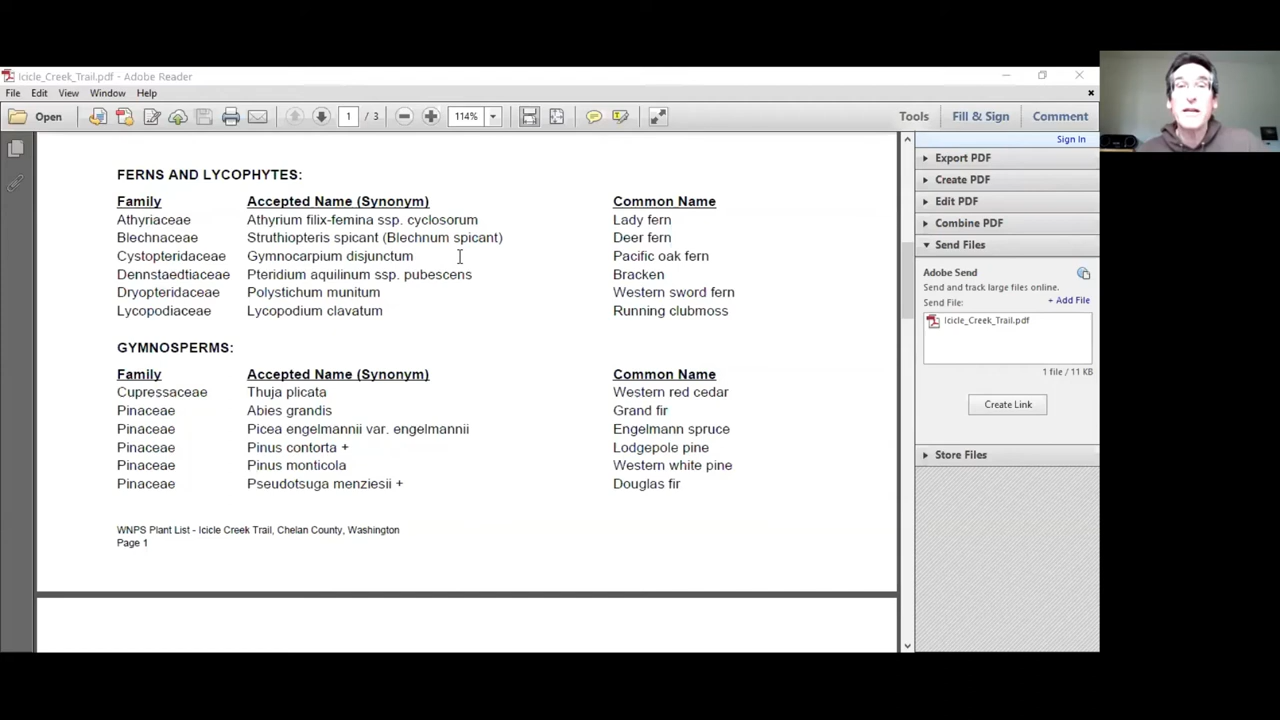 Icicle_Creek_Trail.pdf - Adobe Reader
File Edit View Window Help
Open 1 / 3 114% Tools Fill & Sign Comment
Sign In
FERNS AND LYCOPHYTES:
Family Accepted Name (Synonym) Common Name
Athyriaceae Athyrium filix-femina ssp. cyclosorum Lady fern
Blechnaceae Struthiopteris spicant (Blechnum spicant) Deer fern
Cystopteridaceae Gymnocarpium disjunctum Pacific oak fern
Dennstaedtiaceae Pteridium aquilinum ssp. pubescens Bracken
Dryopteridaceae Polystichum munitum Western sword fern
Lycopodiaceae Lycopodium clavatum Running clubmoss
GYMNOSPERMS:
Family Accepted Name (Synonym) Common Name
Cupressaceae Thuja plicata Western red cedar
Pinaceae Abies grandis Grand fir
Pinaceae Picea engelmannii var. engelmannii Engelmann spruce
Pinaceae Pinus contorta + Lodgepole pine
Pinaceae Pinus monticola Western white pine
Pinaceae Pseudotsuga menziesii + Douglas fir
WNPS Plant List - Icicle Creek Trail, Chelan County, Washington
Page 1
Export PDF
Create PDF
Edit PDF
Combine PDF
Send Files
Adobe Send
Send and track large files online.
Send File:
+ Add File
Icicle_Creek_Trail.pdf
1 file / 11 KB
Create Link
Store Files